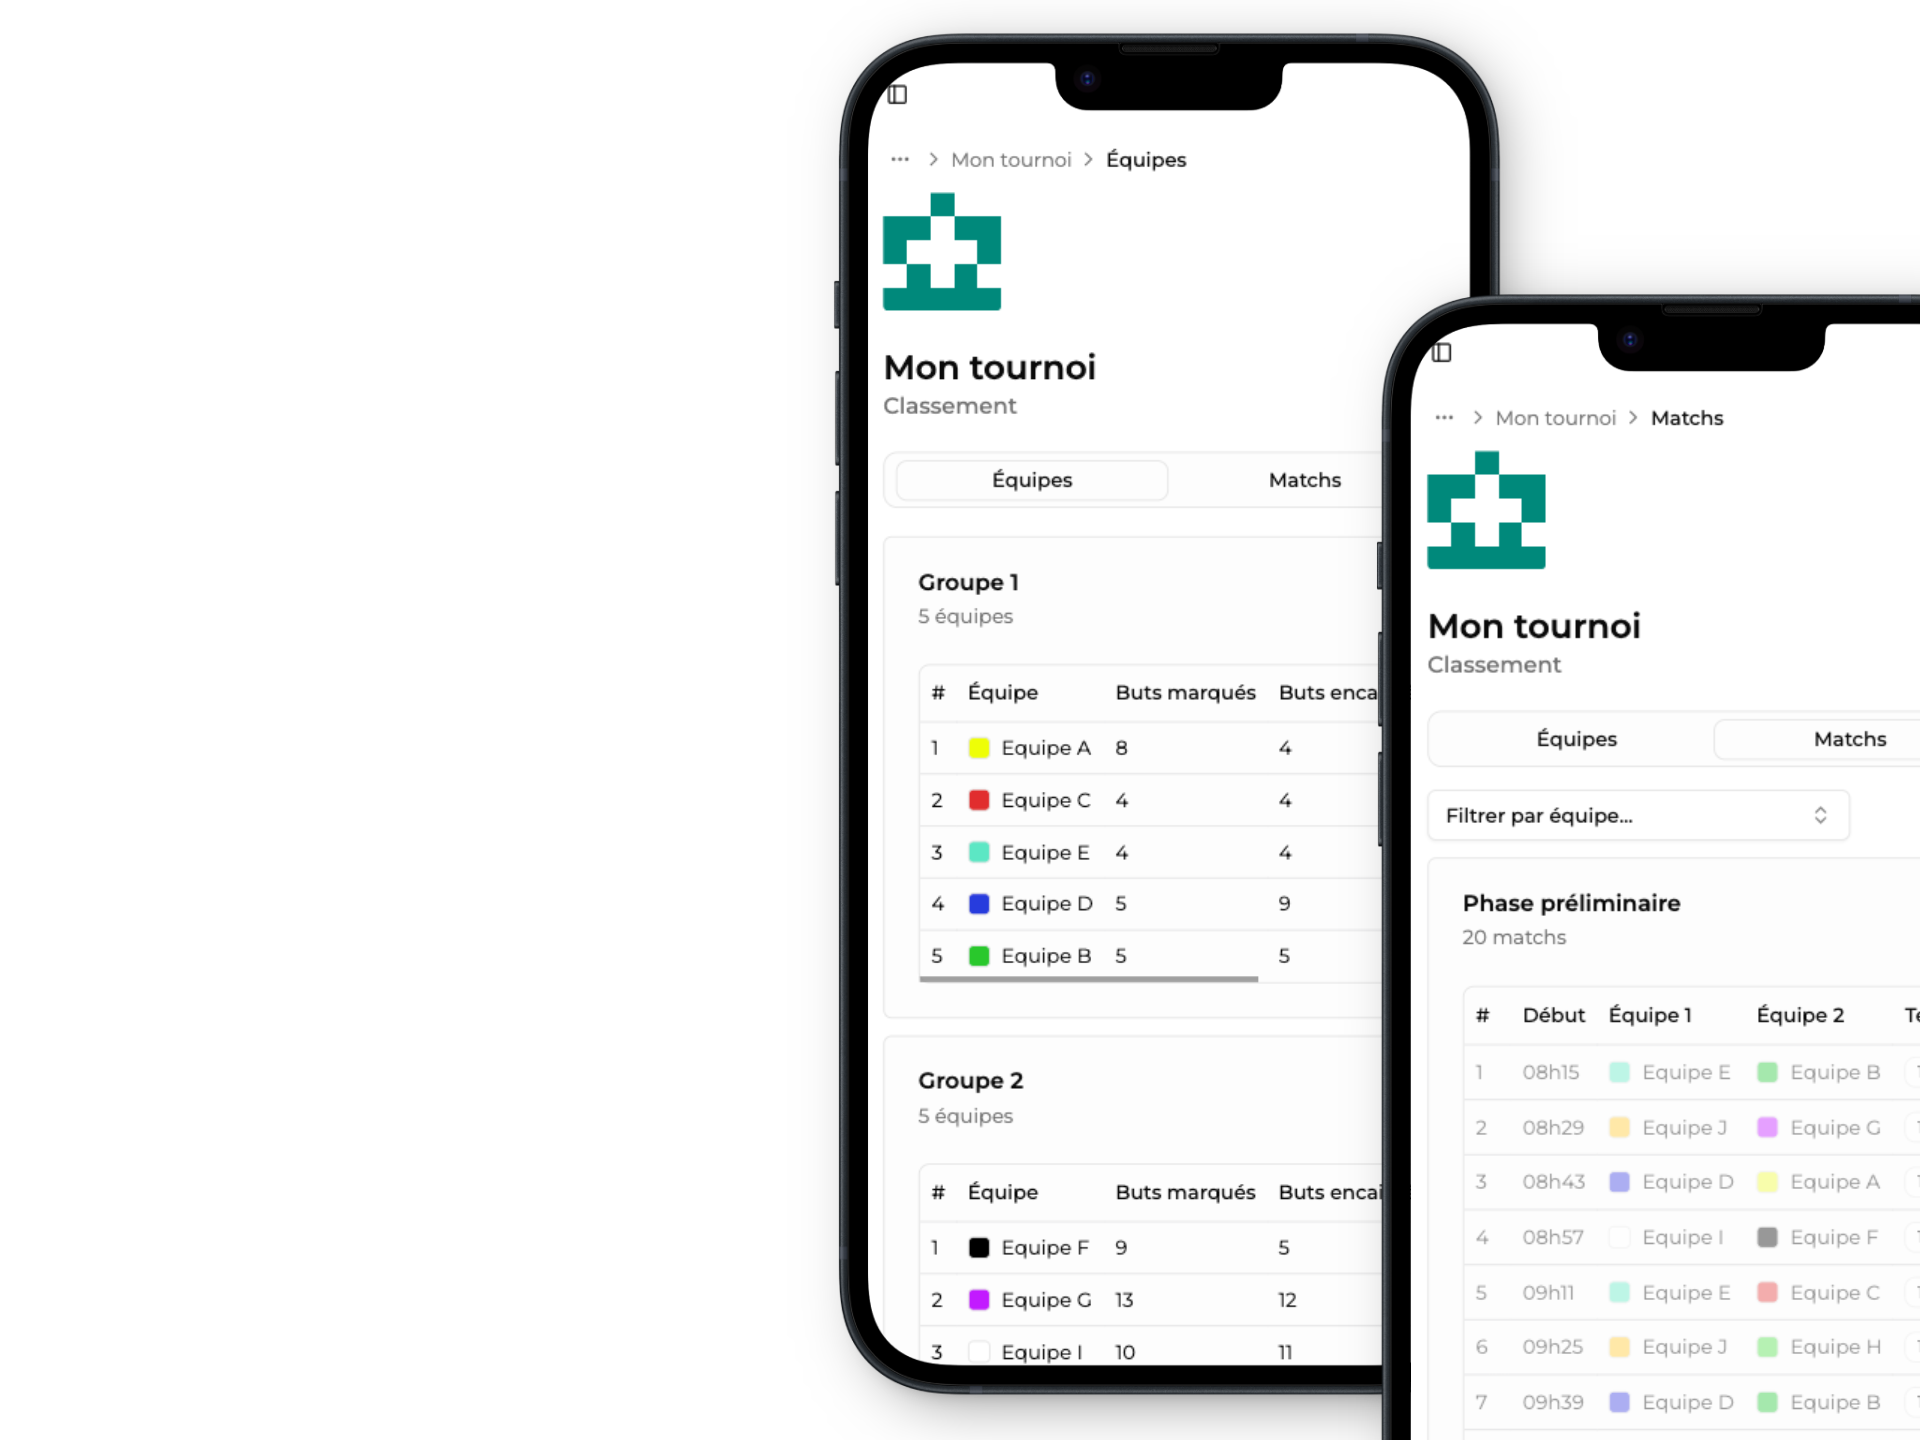 Mon tournoi Équipes
Mon tournoi
Classement
Équipes Matchs
Groupe 1
5 équipes
# Équipe Buts marqués Buts enca
1 Equipe A 8 4
2 Equipe C 4 4
3 Equipe E 4 4
4 Equipe D 5 9
5 Equipe B 5 5
Groupe 2
5 équipes
# Équipe Buts marqués Buts encai
1 Equipe F 9 5
2 Equipe G 13 12
3 Equipe I 10 11
Mon tournoi Matchs
Mon tournoi
Classement
Équipes Matchs
Filtrer par équipe...
Phase préliminaire
20 matchs
# Début Équipe 1 Équipe 2 Te
1 08h15 Equipe E Equipe B
2 08h29 Equipe J Equipe G
3 08h43 Equipe D Equipe A
4 08h57 Equipe I Equipe F
5 09h11 Equipe E Equipe C
6 09h25 Equipe J Equipe H
7 09h39 Equipe D Equipe B